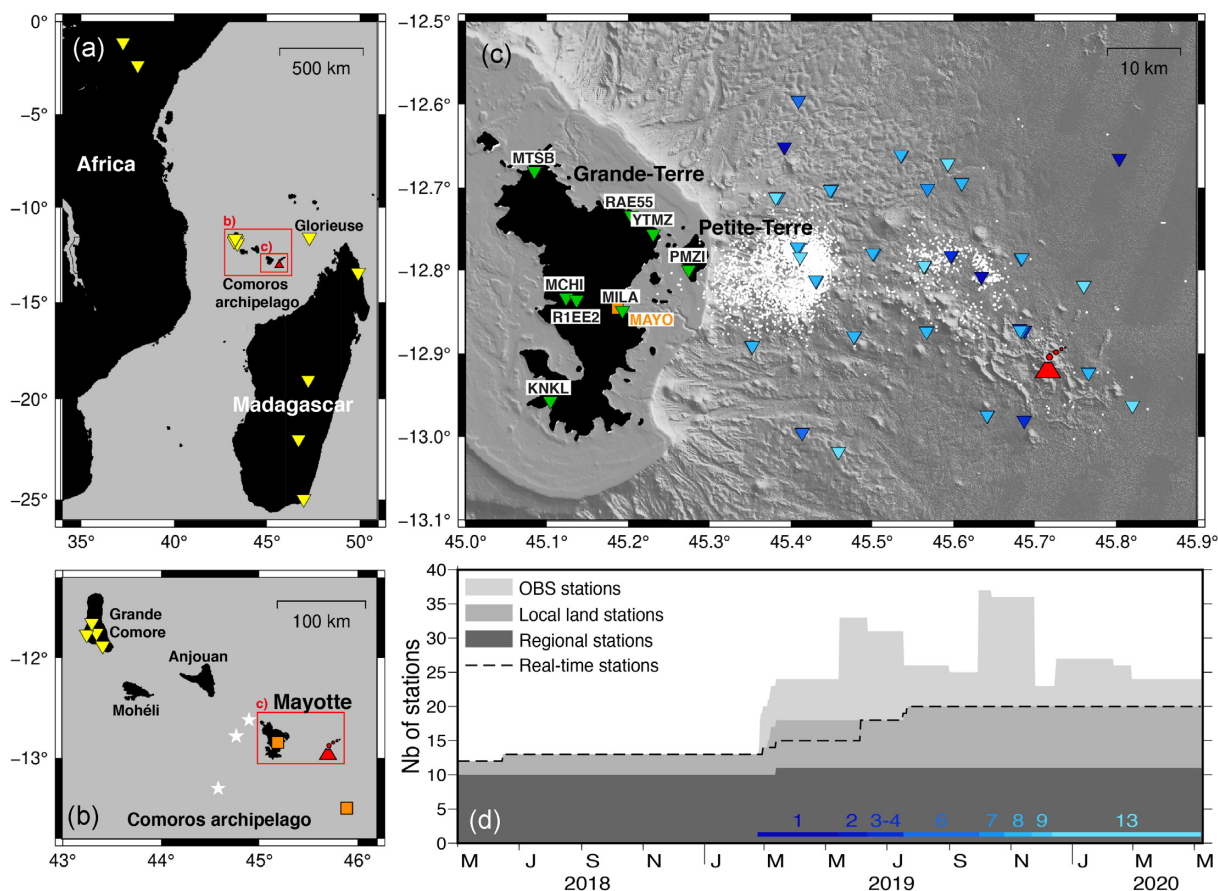 (a)
500 km
0°
−5°
−10°
−15°
−20°
−25°
35°
40°
45°
50°
Africa
b)
c)
Glorieuse
Comoros
archipelago
Madagascar
(c)
10 km
−12.5°
−12.6°
−12.7°
−12.8°
−12.9°
−13.0°
−13.1°
45.0°
45.1°
45.2°
45.3°
45.4°
45.5°
45.6°
45.7°
45.8°
45.9°
MTSB
Grande-Terre
RAE55
YTMZ
Petite-Terre
PMZI
MCHI
MILA
R1EE2
MAYO
KNKL
(b)
100 km
−12°
−13°
43°
44°
45°
46°
Grande
Comore
Anjouan
Mohéli
c)
Mayotte
Comoros archipelago
(d)
Nb of stations
40
35
30
25
20
15
10
5
0
OBS stations
Local land stations
Regional stations
Real-time stations
1
2
3-4
6
7
8
9
13
M
J
S
N
J
M
M
J
S
N
J
M
M
2018
2019
2020